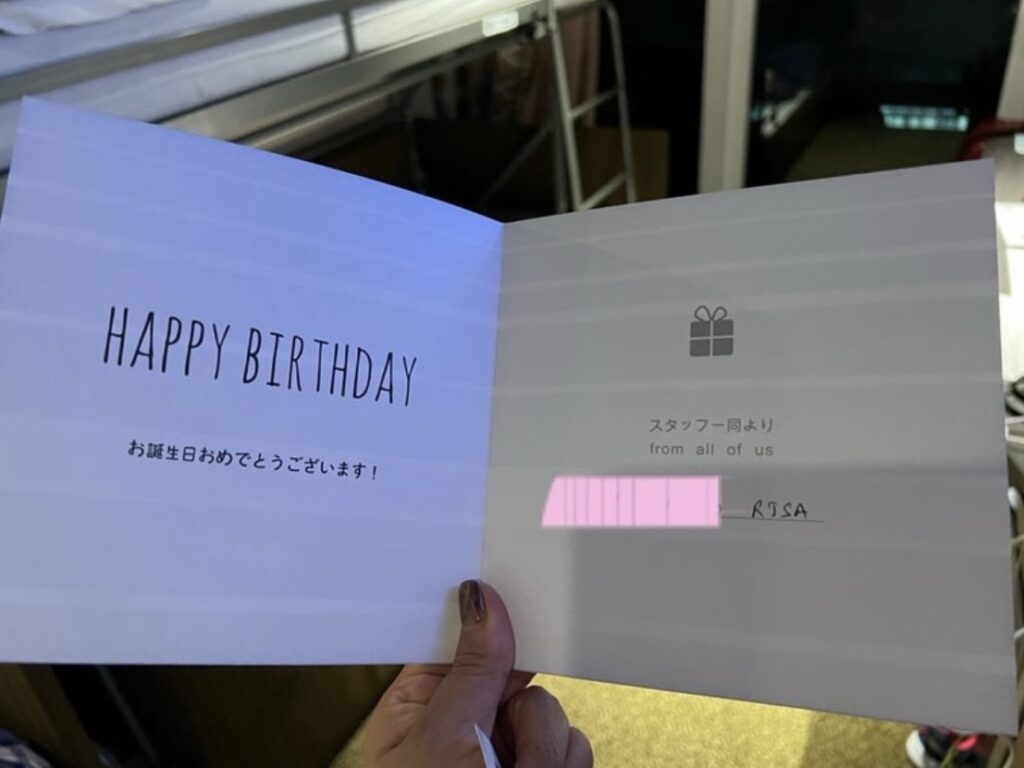 HAPPY BIRTHDAY
お誕生日おめでとうございます!
スタッフ一同より
from all of us
RISA